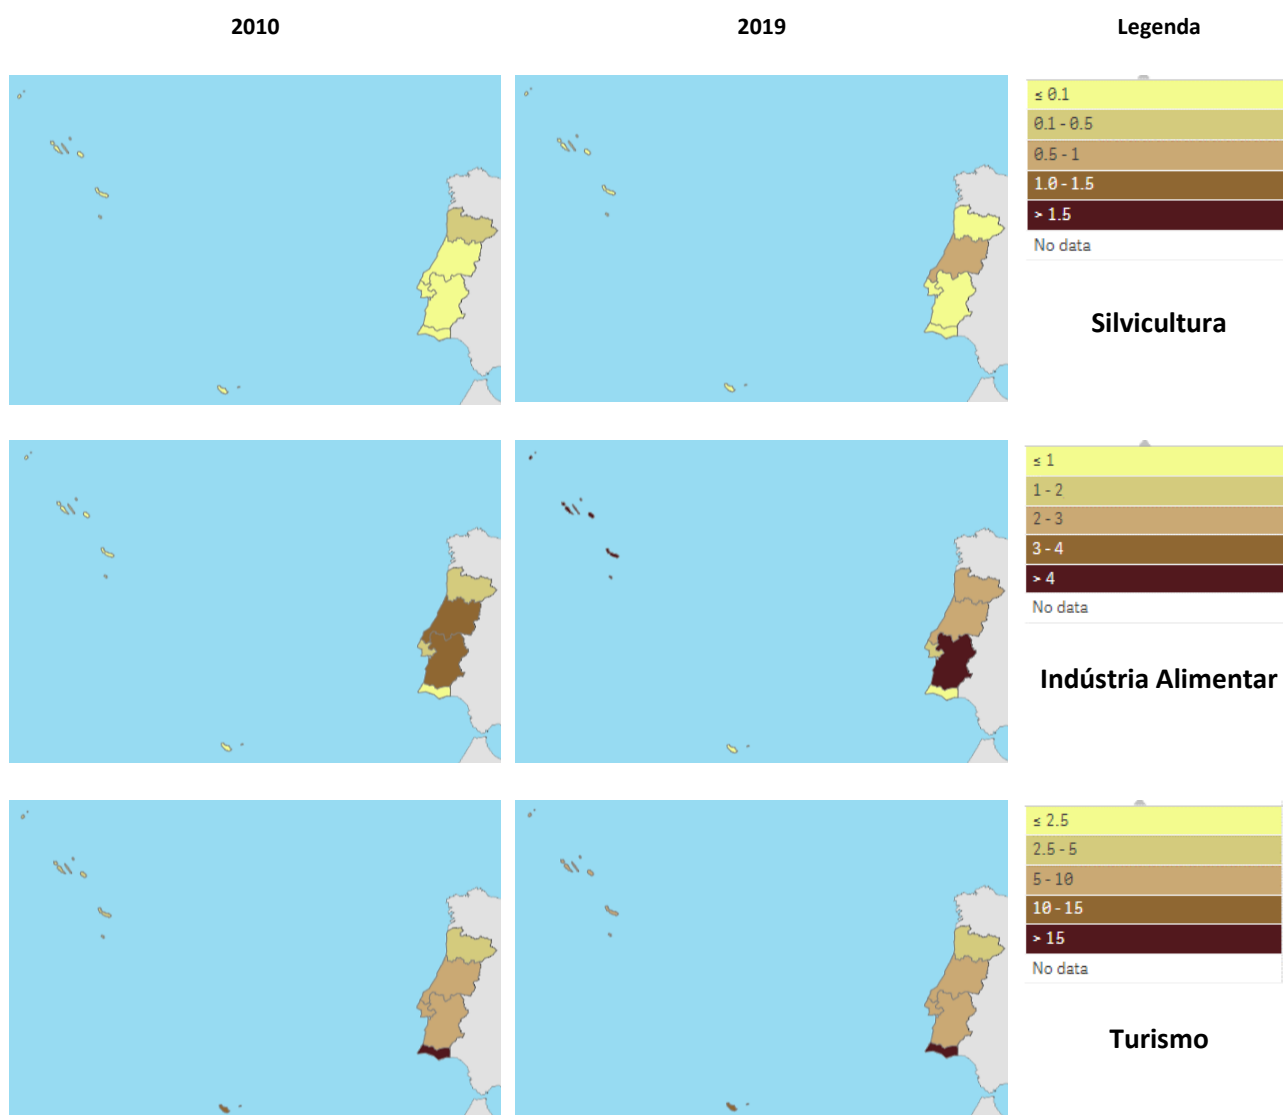 2010
2019
Legenda
≤ 0.1
0.1 - 0.5
0.5 - 1
1.0 - 1.5
> 1.5
No data
Silvicultura
≤ 1
1 - 2
2 - 3
3 - 4
> 4
No data
Indústria Alimentar
≤ 2.5
2.5 - 5
5 - 10
10 - 15
> 15
No data
Turismo